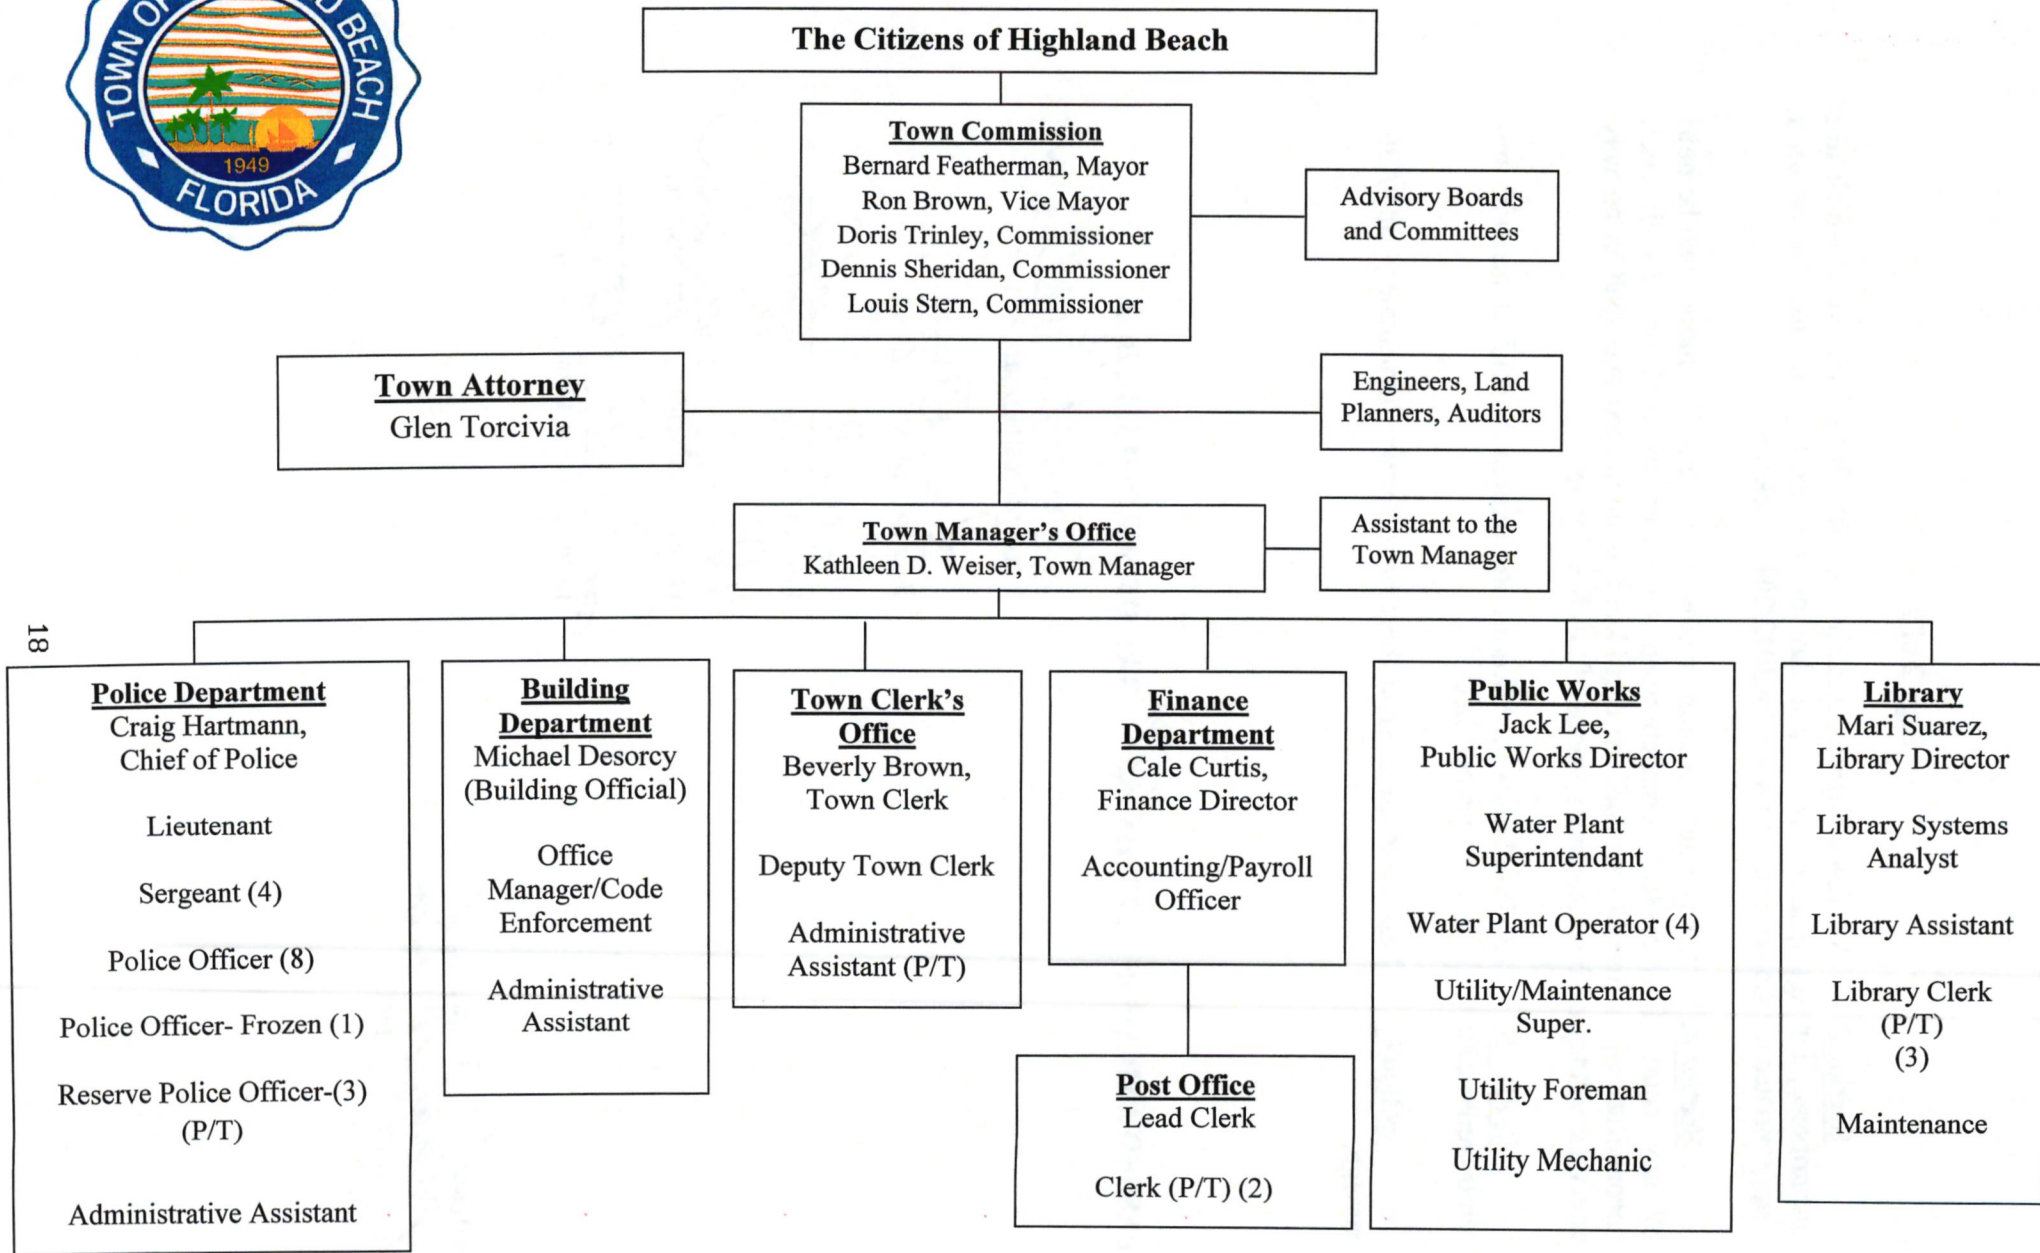 TOWN OF
D BEACH
1949
FLORIDA
The Citizens of Highland Beach
Town Commission
Bernard Featherman, Mayor
Ron Brown, Vice Mayor
Doris Trinley, Commissioner
Dennis Sheridan, Commissioner
Louis Stern, Commissioner
Advisory Boards
and Committees
Town Attorney
Glen Torcivia
Engineers, Land
Planners, Auditors
Town Manager's Office
Kathleen D. Weiser, Town Manager
Assistant to the
Town Manager
18
Police Department
Craig Hartmann,
Chief of Police
Lieutenant
Sergeant (4)
Police Officer (8)
Police Officer- Frozen (1)
Reserve Police Officer-(3)
(P/T)
Administrative Assistant
Building
Department
Michael Desorcy
(Building Official)
Office
Manager/Code
Enforcement
Administrative
Assistant
Town Clerk's
Office
Beverly Brown,
Town Clerk
Deputy Town Clerk
Administrative
Assistant (P/T)
Finance
Department
Cale Curtis,
Finance Director
Accounting/Payroll
Officer
Post Office
Lead Clerk
Clerk (P/T) (2)
Public Works
Jack Lee,
Public Works Director
Water Plant
Superintendant
Water Plant Operator (4)
Utility/Maintenance
Super.
Utility Foreman
Utility Mechanic
Library
Mari Suarez,
Library Director
Library Systems
Analyst
Library Assistant
Library Clerk
(P/T)
(3)
Maintenance